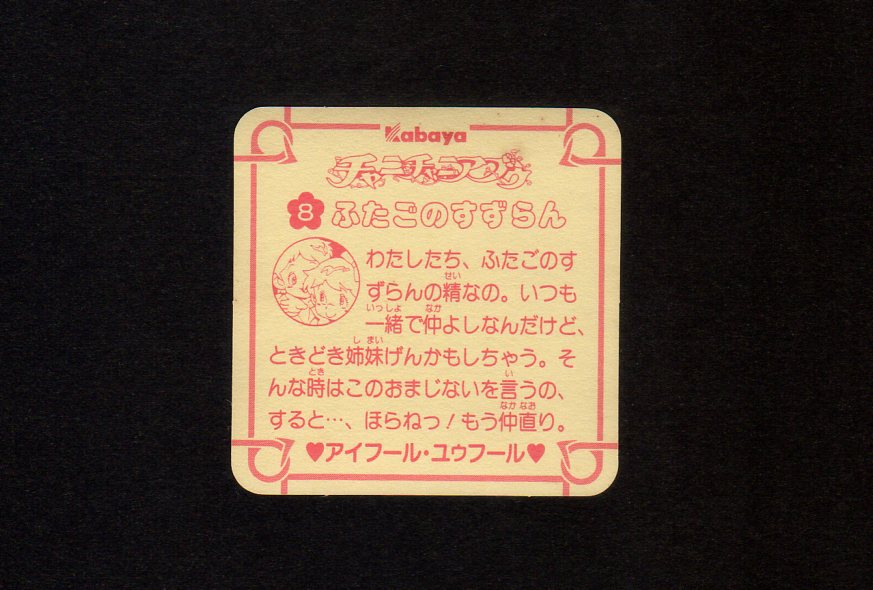 Kabaya
チャーミーチャーミーアップル
8 ふたごのすずらん
わたしたち、ふたごのす
ずらんの精なの。いつも
一緒で仲よしなんだけど、
ときどき姉妹げんかもしちゃう。そ
んな時はこのおまじないを言うの、
すると…、ほらねっ！もう仲直り。
♥アイフール・ユゥフール♥